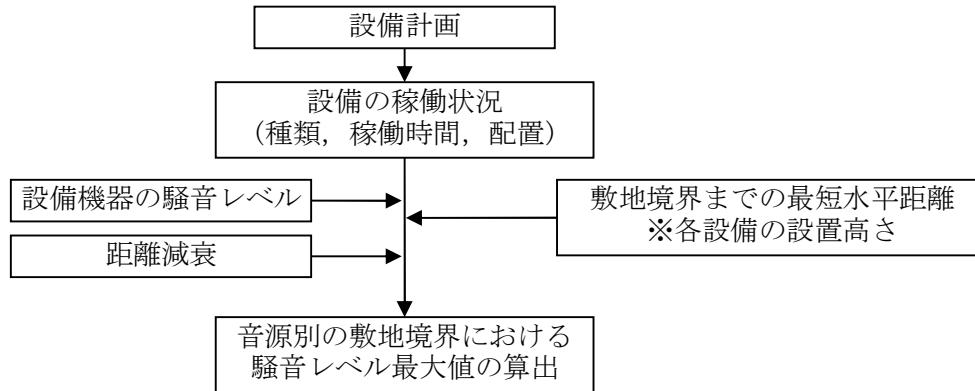 設備計画
設備の稼働状況
（種類，稼働時間，配置）
設備機器の騒音レベル
敷地境界までの最短水平距離
※各設備の設置高さ
距離減衰
音源別の敷地境界における
騒音レベル最大値の算出